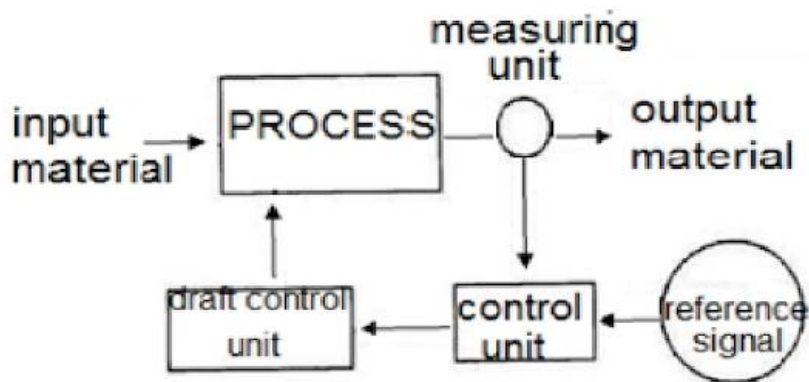 measuring
unit
input
material
PROCESS
output
material
draft control
unit
control
unit
reference
signal